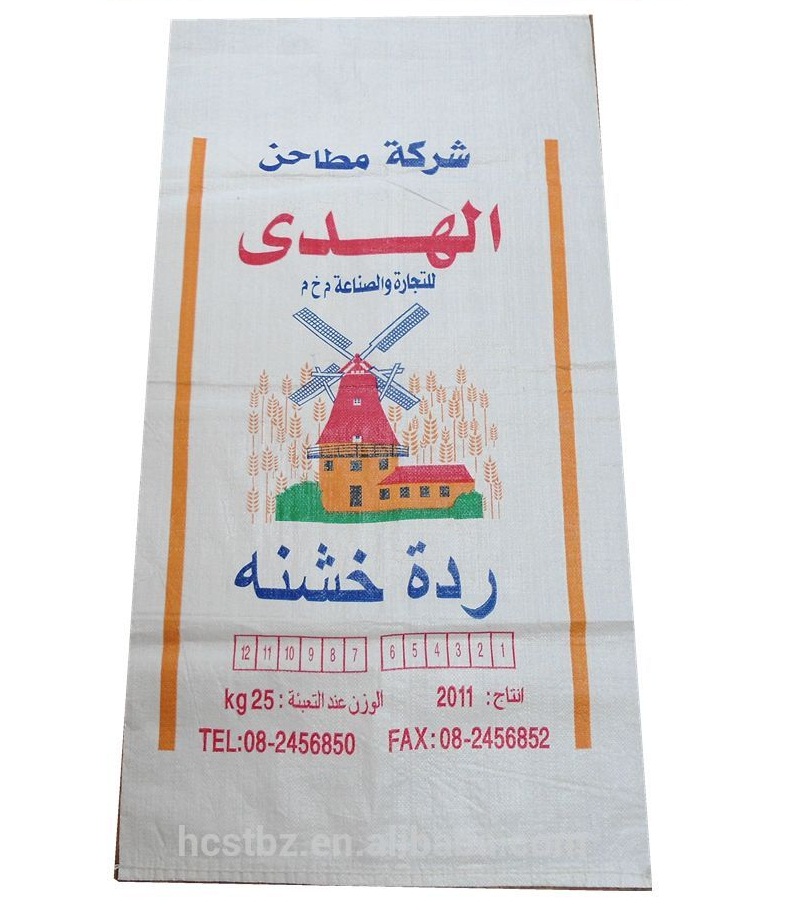 شركة مطاحن
الهدى
للتجارة والصناعة م خ م
ردة خشنه
1 2 3 4 5 6 7 8 9 10 11 12
انتاج: 2011
الوزن عند التعبئة: 25 kg
TEL:08-2456850 FAX:08-2456852
hcstbz.en.alibaba.com